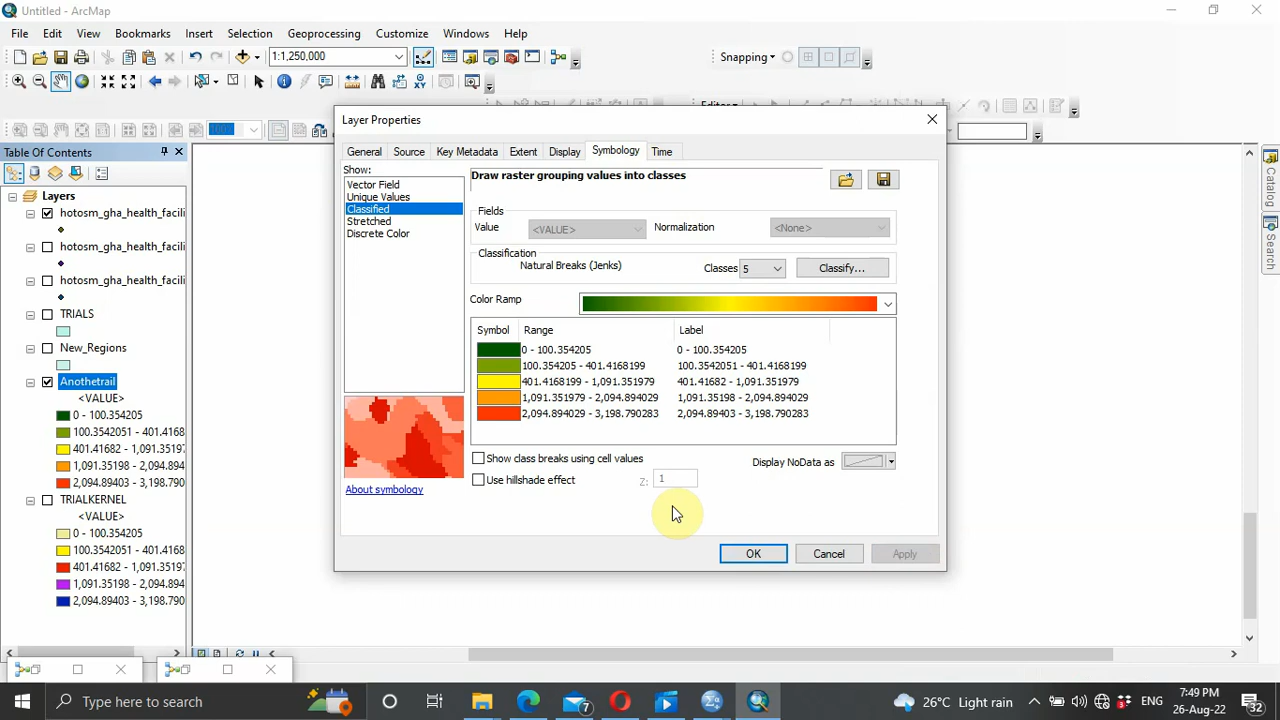 Untitled - ArcMap
File Edit View Bookmarks Insert Selection Geoprocessing Customize Windows Help
1:1,250,000
Snapping
Editor
Layer Properties
General Source Key Metadata Extent Display Symbology Time
Show:
Vector Field
Unique Values
Classified
Stretched
Discrete Color
About symbology
Draw raster grouping values into classes
Fields
Value <VALUE> Normalization <None>
Classification
Natural Breaks (Jenks) Classes 5 Classify...
Color Ramp
Symbol Range Label
0 - 100.354205 0 - 100.354205
100.354205 - 401.4168199 100.3542051 - 401.4168199
401.4168199 - 1,091.351979 401.41682 - 1,091.351979
1,091.351979 - 2,094.894029 1,091.35198 - 2,094.894029
2,094.894029 - 3,198.790283 2,094.89403 - 3,198.790283
Show class breaks using cell values
Display NoData as
Use hillshade effect Z: 1
OK Cancel Apply
Table Of Contents
Layers
hotosm_gha_health_facili
hotosm_gha_health_facili
hotosm_gha_health_facili
TRIALS
New_Regions
Anothetrail
<VALUE>
0 - 100.354205
100.3542051 - 401.4168
401.41682 - 1,091.35197
1,091.35198 - 2,094.894
2,094.89403 - 3,198.790
TRIALKERNEL
<VALUE>
0 - 100.354205
100.3542051 - 401.4168
401.41682 - 1,091.35197
1,091.35198 - 2,094.894
2,094.89403 - 3,198.790
Catalog
Search
Type here to search
7
26°C Light rain
ENG
7:49 PM
26-Aug-22
32